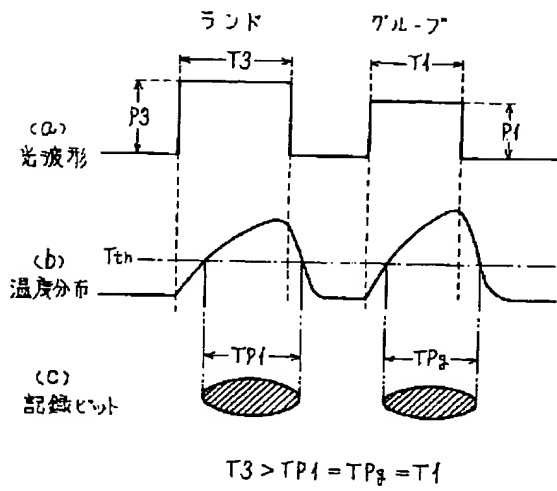 ランド グルーブ
T3 T1
P3 P1
(a)
光波形
Tth
(b)
温度分布
TP1 TPg
(c)
記録ピット
T3 > TP1 = TPg = T1